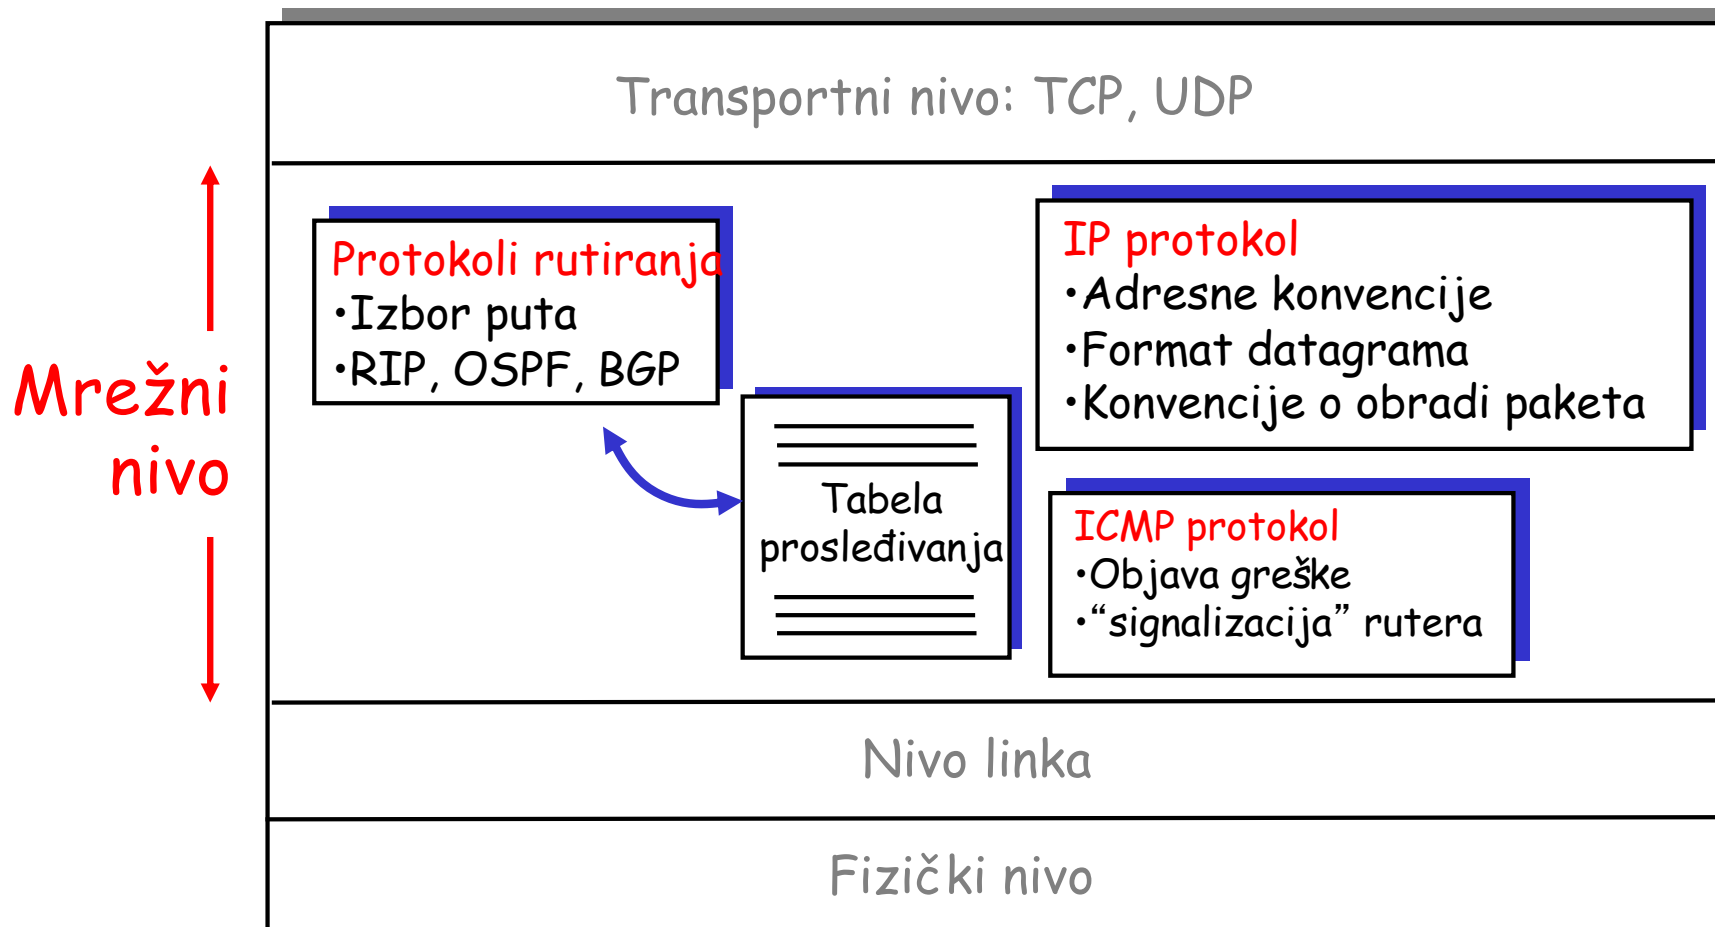 Transportni nivo: TCP, UDP
Mrežni
nivo
Protokoli rutiranja
•Izbor puta
•RIP, OSPF, BGP
Tabela
prosleđivanja
IP protokol
•Adresne konvencije
•Format datagrama
•Konvencije o obradi paketa
ICMP protokol
•Objava greške
•“signalizacija” rutera
Nivo linka
Fizički nivo